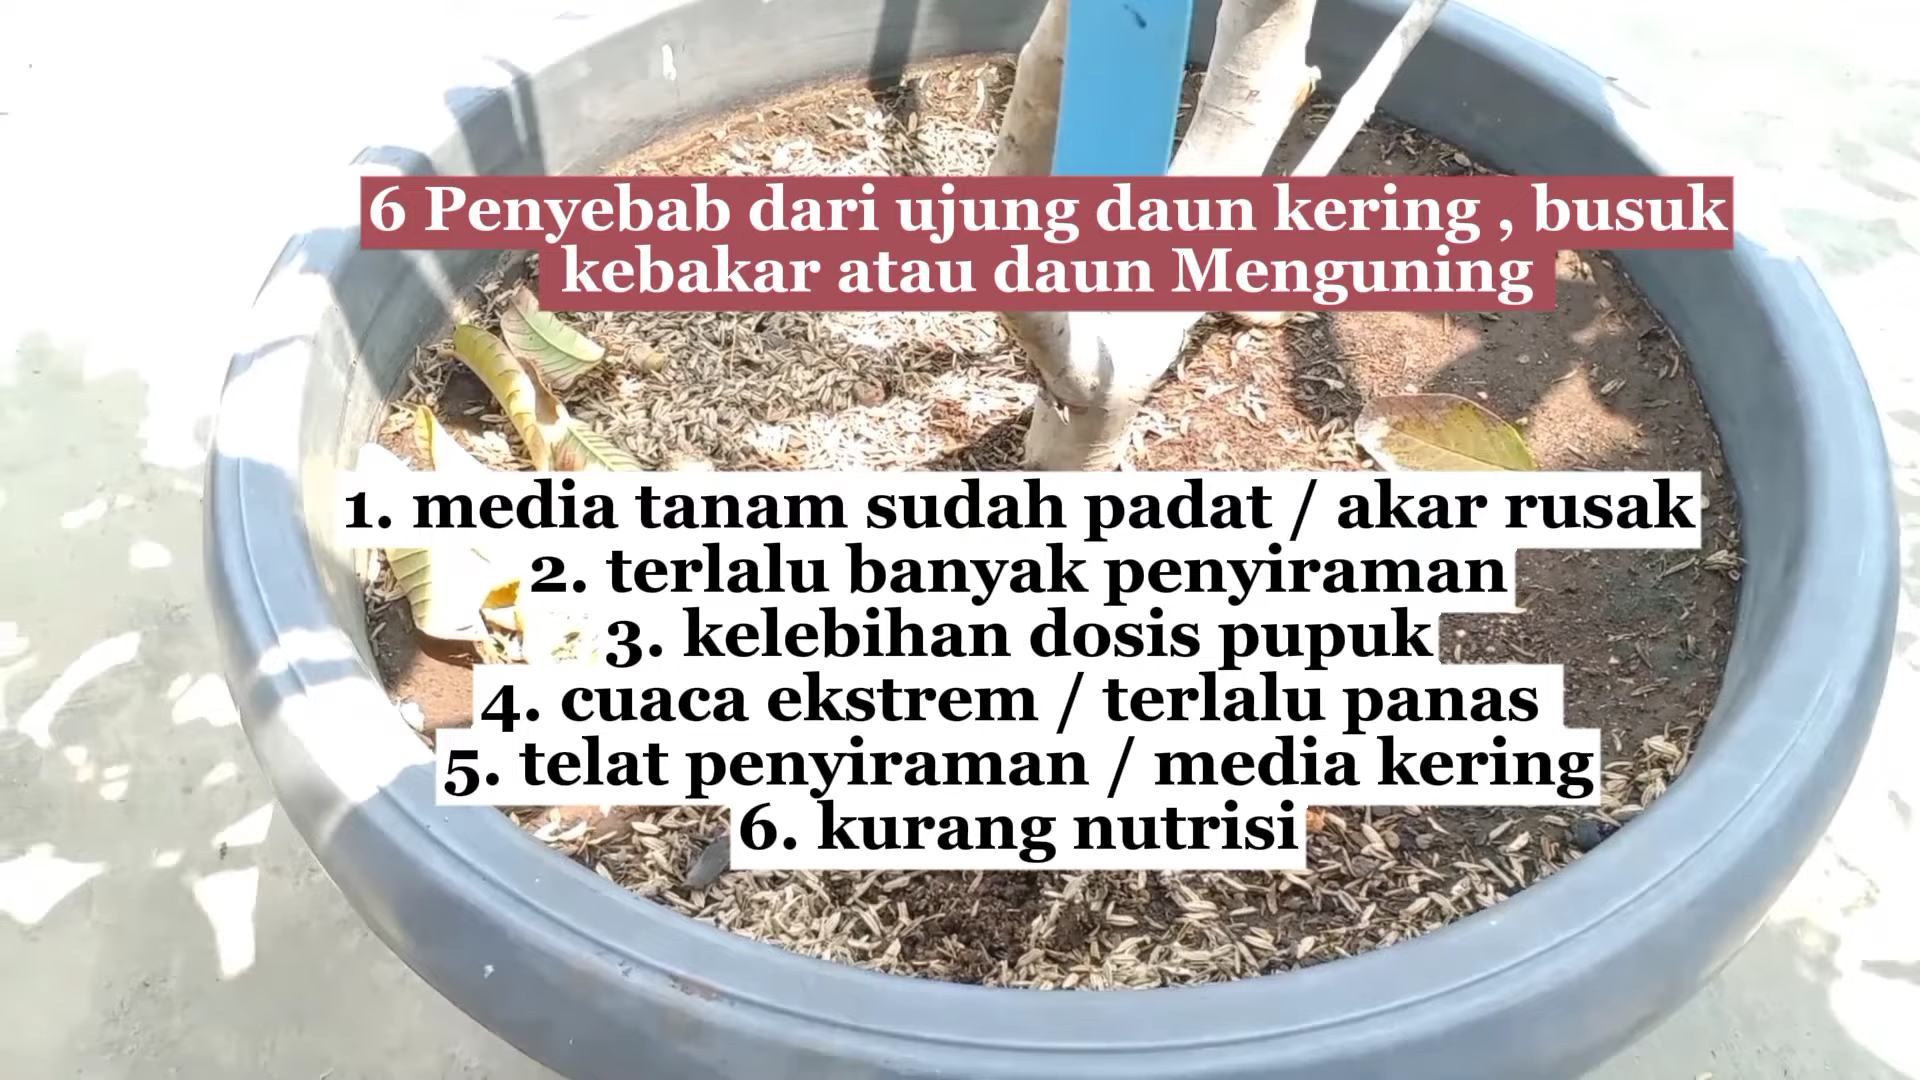 6 Penyebab dari ujung daun kering , busuk
kebakar atau daun Menguning
1. media tanam sudah padat / akar rusak
2. terlalu banyak penyiraman
3. kelebihan dosis pupuk
4. cuaca ekstrem / terlalu panas
5. telat penyiraman / media kering
6. kurang nutrisi